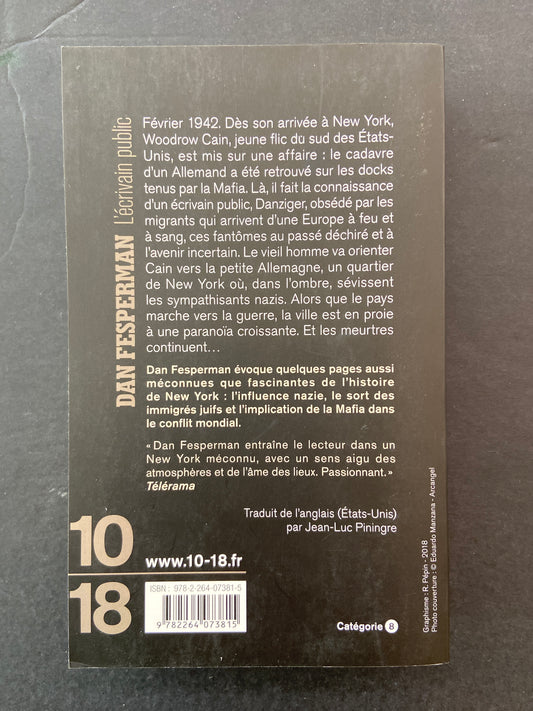 DAN FESPERMAN L'écrivain public
Février 1942. Dès son arrivée à New York,
Woodrow Cain, jeune flic du sud des États-
Unis, est mis sur une affaire : le cadavre
d'un Allemand a été retrouvé sur les docks
tenus par la Mafia. Là, il fait la connaissance
d'un écrivain public, Danziger, obsédé par les
migrants qui arrivent d'une Europe à feu et
à sang, ces fantômes au passé déchiré et à
l'avenir incertain. Le vieil homme va orienter
Cain vers la petite Allemagne, un quartier
de New York où, dans l'ombre, sévissent
les sympathisants nazis. Alors que le pays
marche vers la guerre, la ville est en proie
à une paranoïa croissante. Et les meurtres
continuent…
Dan Fesperman évoque quelques pages aussi
méconnues que fascinantes de l'histoire
de New York : l'influence nazie, le sort des
immigrés juifs et l'implication de la Mafia dans
le conflit mondial.
« Dan Fesperman entraîne le lecteur dans un
New York méconnu, avec un sens aigu des
atmosphères et de l'âme des lieux. Passionnant. »
Télérama
Traduit de l'anglais (États-Unis)
par Jean-Luc Piningre
10
18
www.10-18.fr
ISBN : 978-2-264-07381-5
9 782264 073815
Catégorie 8
Graphisme : R. Pépin - 2018
Photo couverture : © Eduardo Manzana - Arcangel